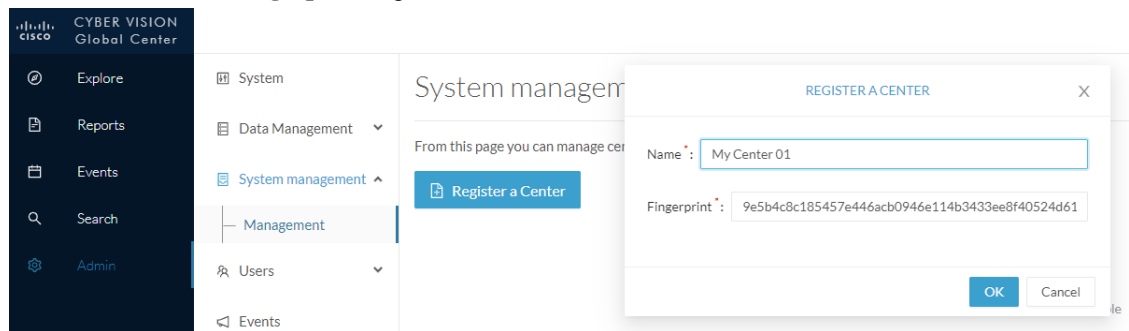 CISCO
CYBER VISION
Global Center
Explore
Reports
Events
Search
Admin
System
Data Management
System management
Management
Users
Events
System managem
From this page you can manage cer
Register a Center
REGISTER A CENTER
X
Name*: My Center 01
Fingerprint*: 9e5b4c8c185457e446acb0946e114b3433ee8f40524d61
OK Cancel